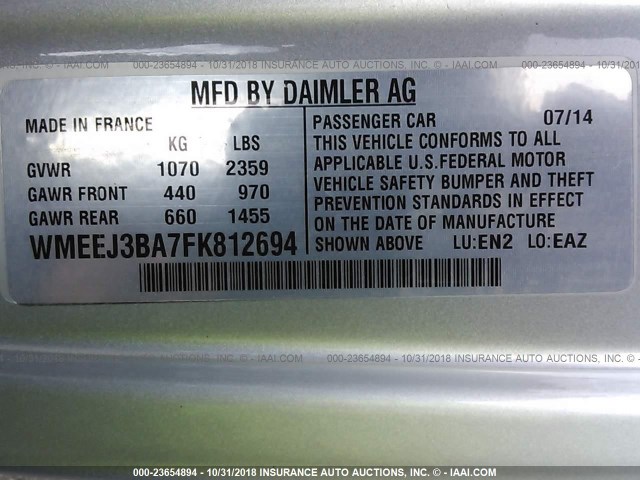 000-23654894 - 10/31/2018 INSURANCE AUTO AUCTIONS, INC. - IAAI.COM
MFD BY DAIMLER AG
MADE IN FRANCE
KG LBS
GVWR 1070 2359
GAWR FRONT 440 970
GAWR REAR 660 1455
WMEEJ3BA7FK812694
PASSENGER CAR 07/14
THIS VEHICLE CONFORMS TO ALL
APPLICABLE U.S.FEDERAL MOTOR
VEHICLE SAFETY BUMPER AND THEFT
PREVENTION STANDARDS IN EFFECT
ON THE DATE OF MANUFACTURE
SHOWN ABOVE LU:EN2 LO:EAZ
000-23654894 - 10/31/2018 INSURANCE AUTO AUCTIONS, INC. - IAAI.COM
000-23654894 - 10/31/2018 INSURANCE AUTO AUCTIONS, INC. - IAAI.COM